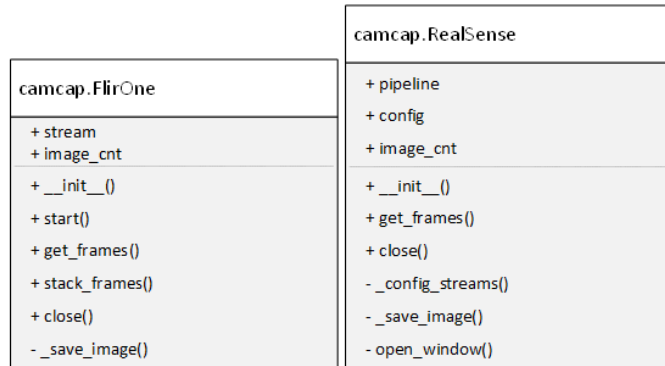 camcap.FlirOne
+ stream
+ image_cnt
+ __init__()
+ start()
+ get_frames()
+ stack_frames()
+ close()
- _save_image()
camcap.RealSense
+ pipeline
+ config
+ image_cnt
+ __init__()
+ get_frames()
+ close()
- _config_streams()
- _save_image()
- open_window()